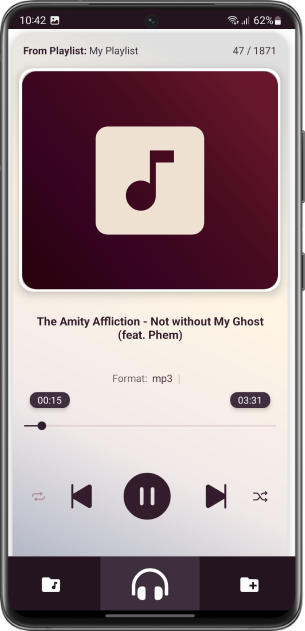 10:42 62%
From Playlist: My Playlist 47 / 1871
The Amity Affliction - Not without My Ghost
(feat. Phem)
Format: mp3 |
00:15 03:31